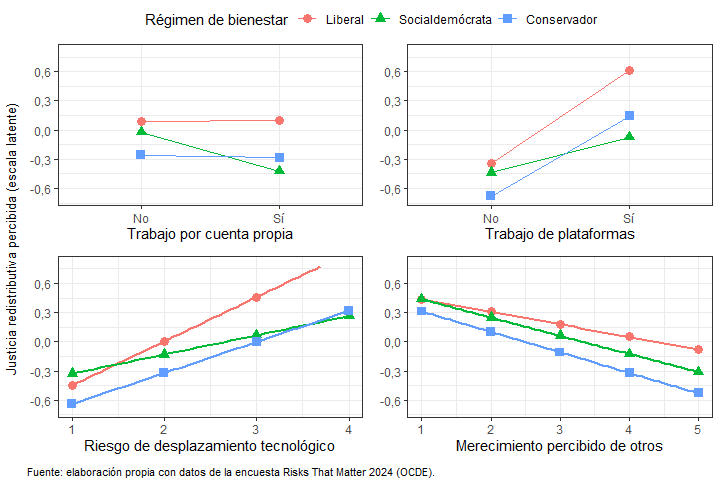 Régimen de bienestar Liberal Socialdemócrata Conservador
Justicia redistributiva percibida (escala latente)
0,6
0,3
0,0
-0,3
-0,6
No Sí
Trabajo por cuenta propia
0,6
0,3
0,0
-0,3
-0,6
No Sí
Trabajo de plataformas
0,6
0,3
0,0
-0,3
-0,6
1 2 3 4
Riesgo de desplazamiento tecnológico
0,6
0,3
0,0
-0,3
-0,6
1 2 3 4 5
Merecimiento percibido de otros
Fuente: elaboración propia con datos de la encuesta Risks That Matter 2024 (OCDE).